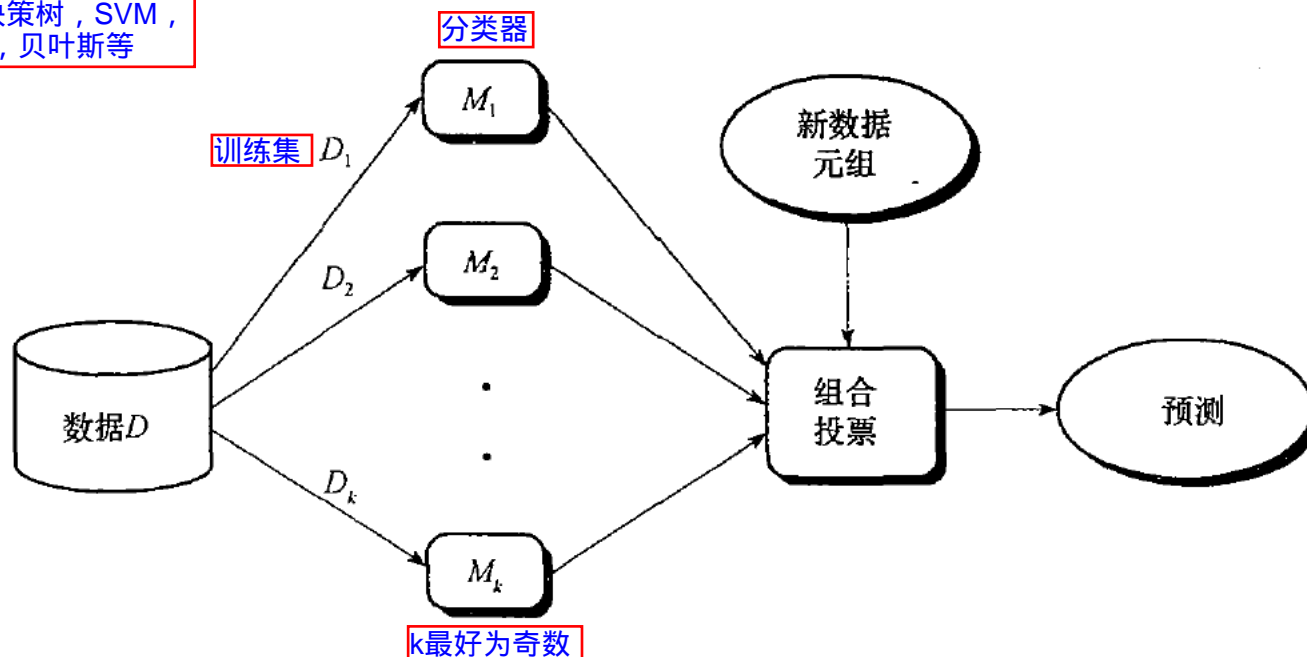 决策树，SVM，
，贝叶斯等
分类器
M₁
新数据
元组
训练集 D₁
M₂
D₂
组合
投票
预测
数据D
Dₖ
Mₖ
k最好为奇数